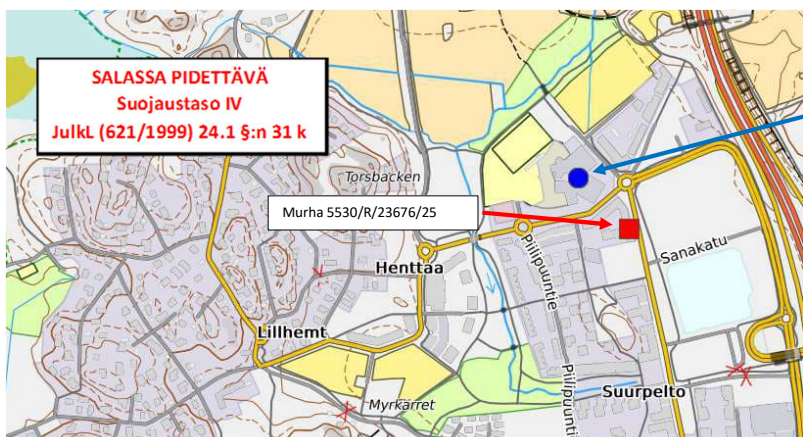 SALASSA PIDETTÄVÄ
Suojaustaso IV
JulkL (621/1999) 24.1 §:n 31 k
Torsbacken
Murha 5530/R/23676/25
Sanakatu
Henttaa
Piilipuuntie
Lillhemt
Piilipuunti
Suurpelto
Myrkärret